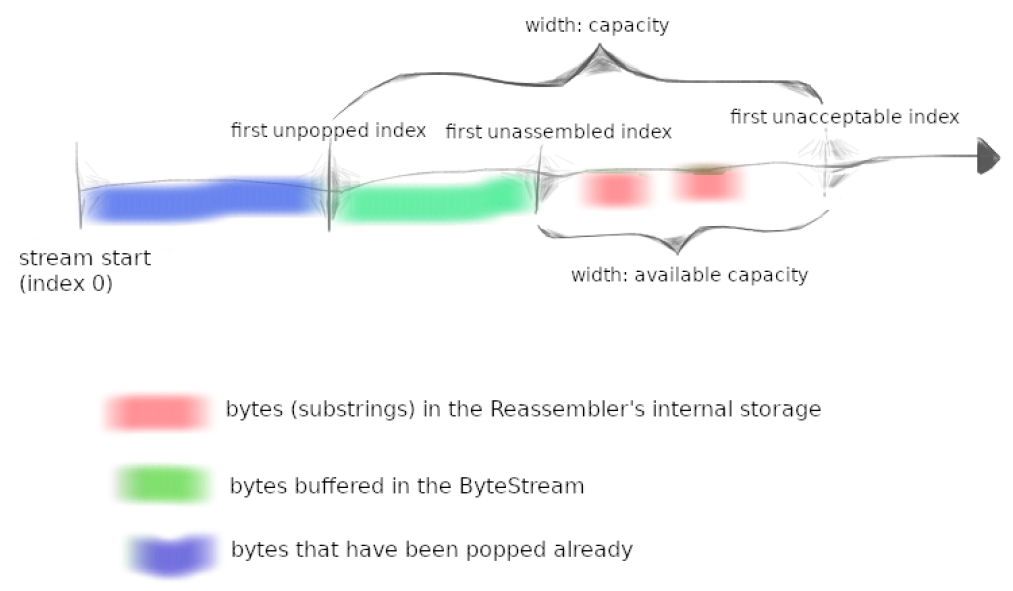 width: capacity
first unpopped index
first unassembled index
first unacceptable index
stream start
(index 0)
width: available capacity
bytes (substrings) in the Reassembler's internal storage
bytes buffered in the ByteStream
bytes that have been popped already